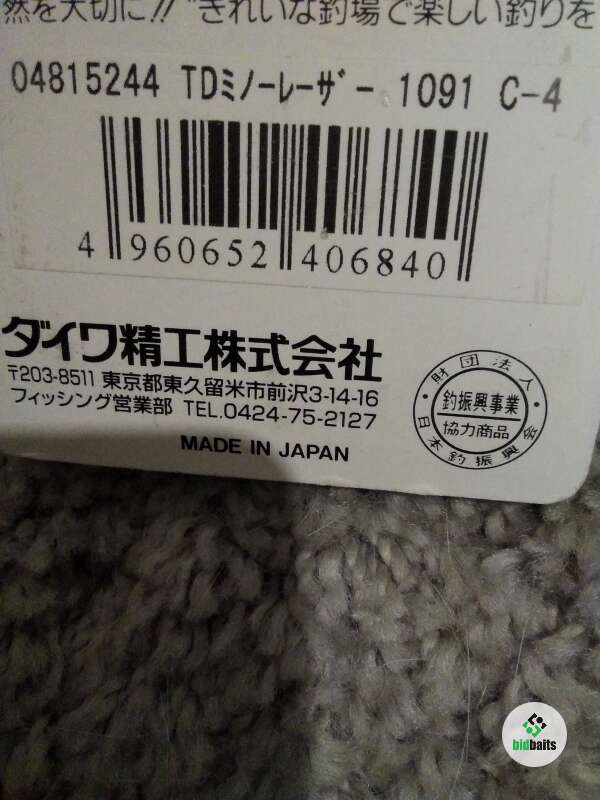 然を大切に!! "きれいな釣場で楽しい釣りを
04815244 TDミノーレーザー 1091 C-4
4 960652 406840
ダイワ精工株式会社
〒203-8511 東京都東久留米市前沢3-14-16
フィッシング営業部 TEL.0424-75-2127
MADE IN JAPAN
・財団法人・
釣振興事業
協力商品
日本釣振興会
bidbaits